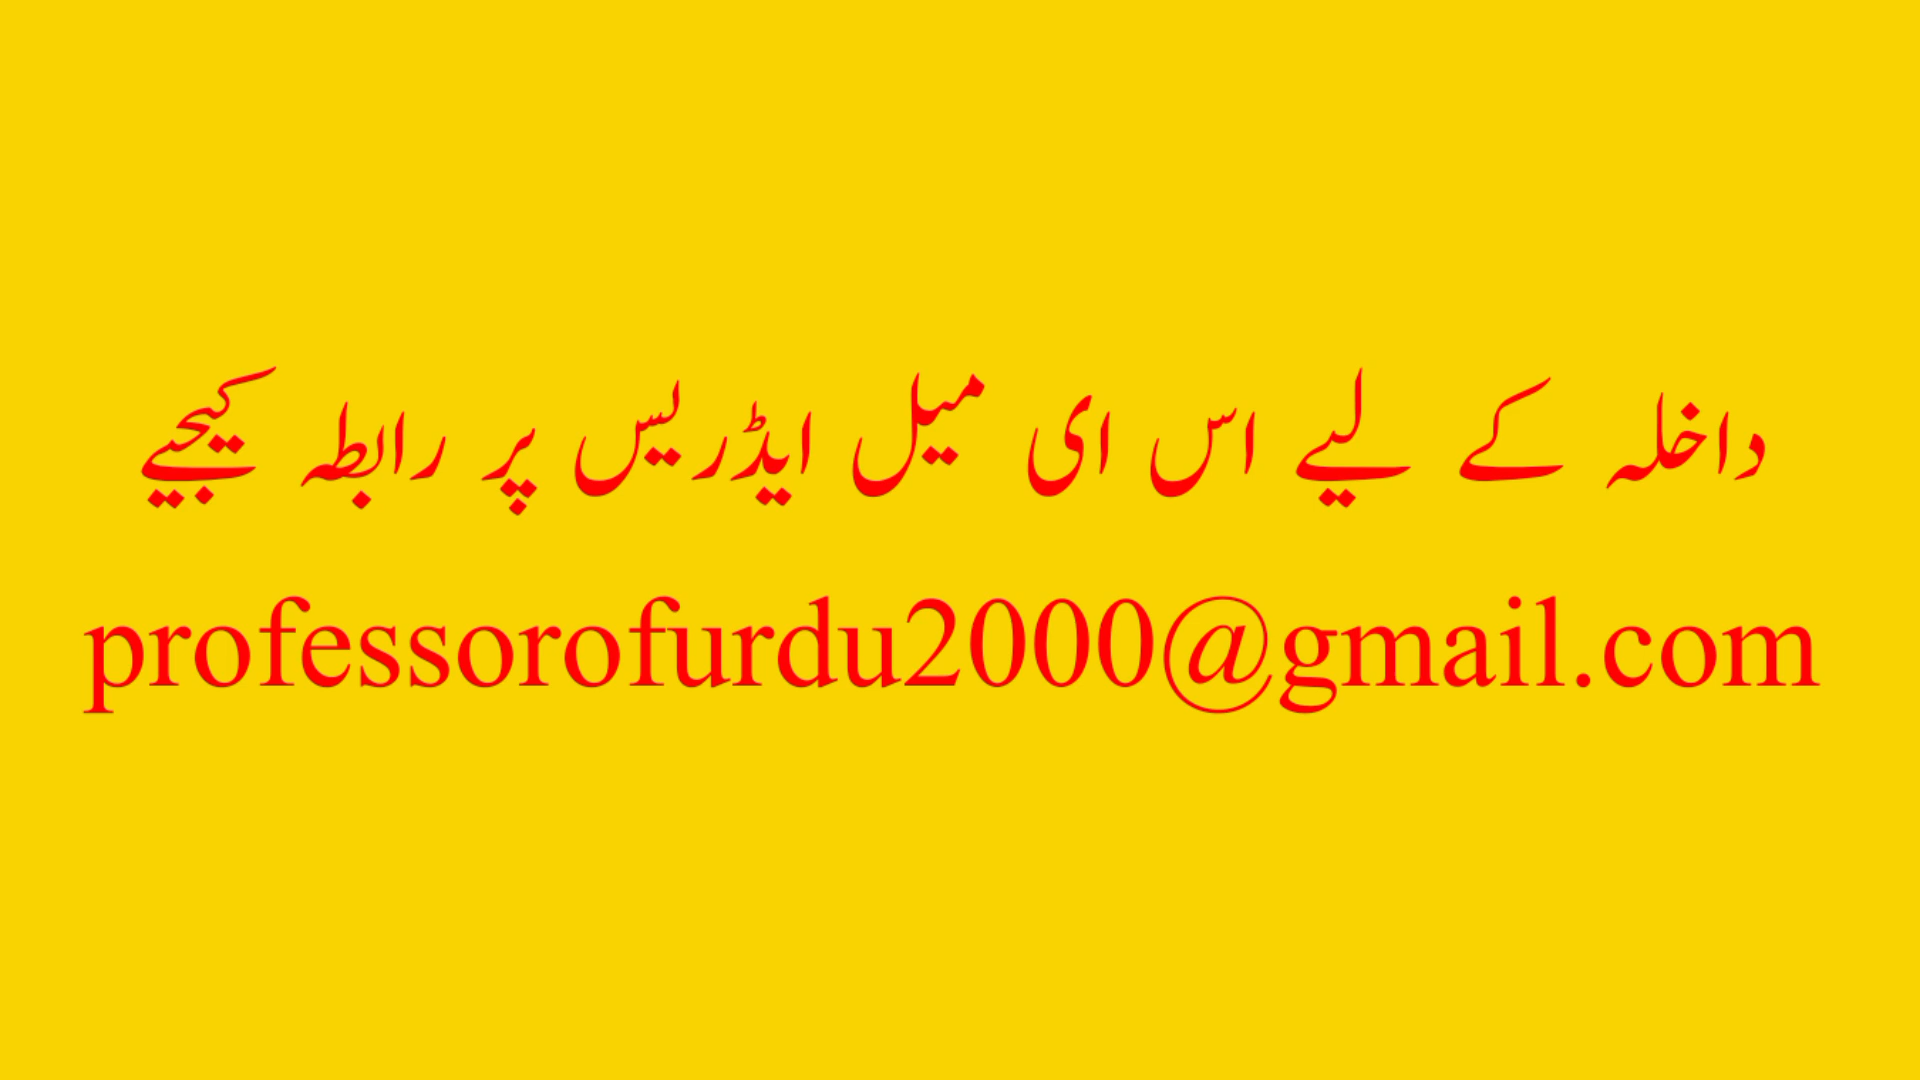 داخلہ کے لیے اس ای میل ایڈریس پر رابطہ کیجیے
professorofurdu2000@gmail.com